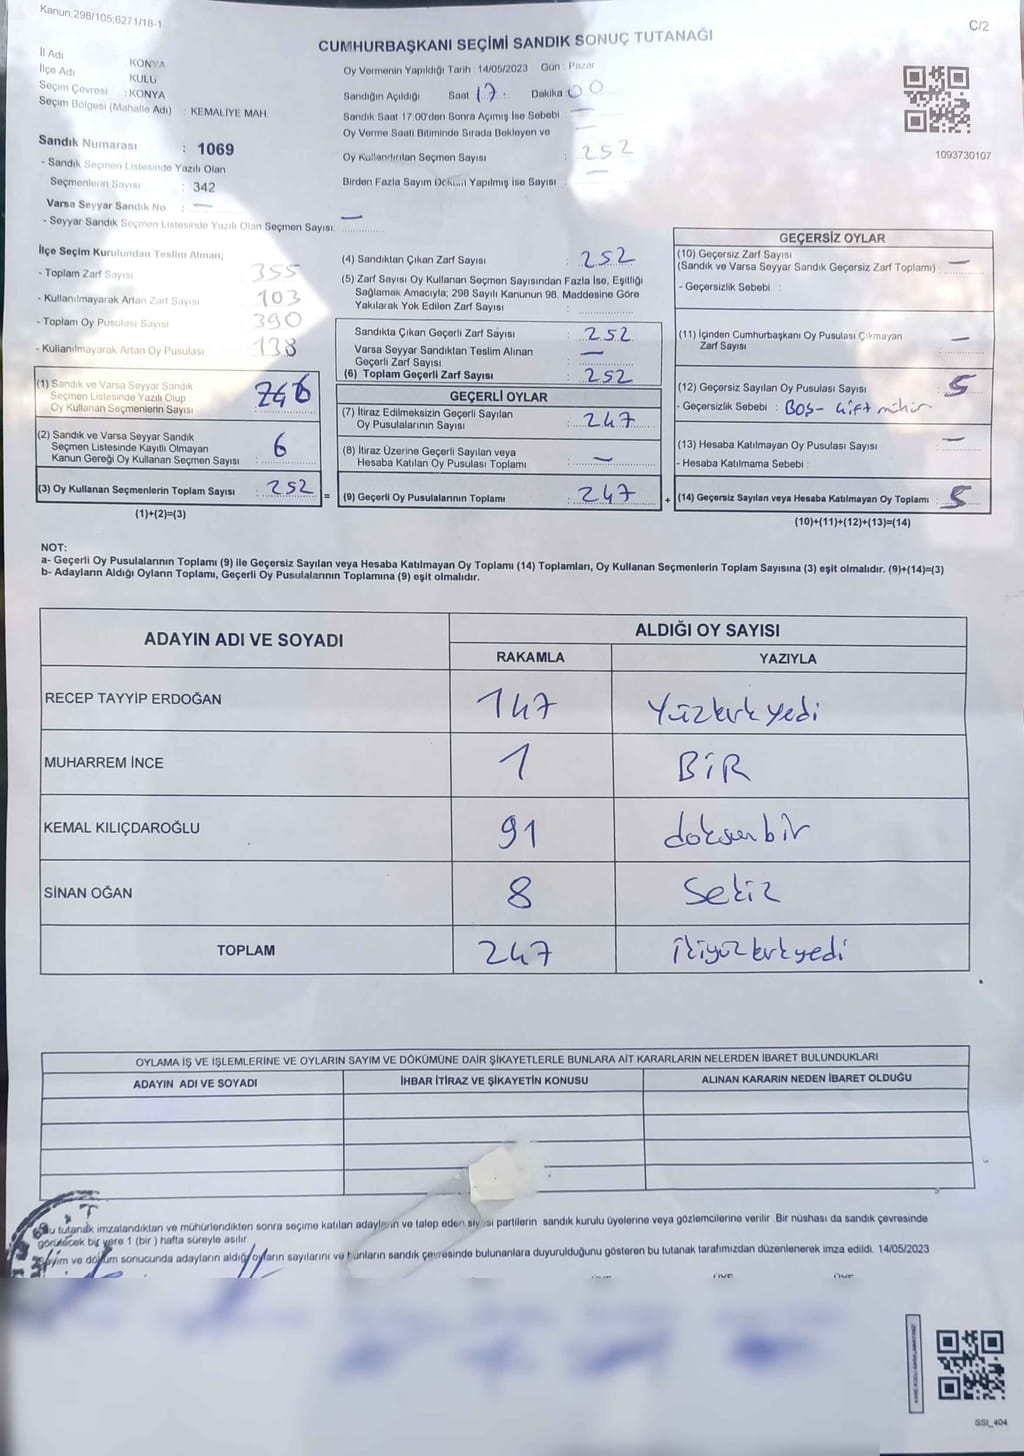 Kanun,298/105;6271/18-1
C/2
CUMHURBAŞKANI SEÇİMİ SANDIK SONUÇ TUTANAĞI
İl Adı KONYA
İlçe Adı KULU
Seçim Çevresi : KONYA
Seçim Bölgesi (Mahalle Adı) : KEMALİYE MAH
Sandık Numarası : 1069
- Sandık Seçmen Listesinde Yazılı Olan
Seçmenlerin Sayısı : 342
Varsa Seyyar Sandık No : —
- Seyyar Sandık Seçmen Listesinde Yazılı Olan Seçmen Sayısı: —
Oy Vermenin Yapıldığı Tarih : 14/05/2023 Gün : Pazar
Sandığın Açıldığı Saat 17 : Dakika 00
Sandık Saat 17:00'den Sonra Açımış İse Sebebi : —
Oy Verme Saati Bitiminde Sırada Bekleyen ve —
Oy Kullandırılan Seçmen Sayısı : 252
Birden Fazla Sayım Döküm Yapılmış İse Sayısı : —
1093730107
İlçe Seçim Kurulundan Teslim Alınan;
- Toplam Zarf Sayısı 355
- Kullanılmayarak Artan Zarf Sayısı 103
- Toplam Oy Pusulası Sayısı 390
- Kullanılmayarak Artan Oy Pusulası 138
(1) Sandık ve Varsa Seyyar Sandık
Seçmen Listesinde Yazılı Olup
Oy Kullanan Seçmenlerin Sayısı 246
(2) Sandık ve Varsa Seyyar Sandık
Seçmen Listesinde Kayıtlı Olmayan
Kanun Gereği Oy Kullanan Seçmen Sayısı : 6
(3) Oy Kullanan Seçmenlerin Toplam Sayısı : 252
(1)+(2)=(3)
=
(4) Sandıktan Çıkan Zarf Sayısı : 252
(5) Zarf Sayısı Oy Kullanan Seçmen Sayısından Fazla İse, Eşitliği
Sağlamak Amacıyla; 298 Sayılı Kanunun 98. Maddesine Göre
Yakılarak Yok Edilen Zarf Sayısı :
Sandıkta Çıkan Geçerli Zarf Sayısı : 252
Varsa Seyyar Sandıktan Teslim Alınan —
Geçerli Zarf Sayısı :
(6) Toplam Geçerli Zarf Sayısı : 252
GEÇERLİ OYLAR
(7) İtiraz Edilmeksizin Geçerli Sayılan
Oy Pusulalarının Sayısı : 247
(8) İtiraz Üzerine Geçerli Sayılan veya
Hesaba Katılan Oy Pusulası Toplamı : —
(9) Geçerli Oy Pusulalarının Toplamı : 247
+
GEÇERSİZ OYLAR
(10) Geçersiz Zarf Sayısı
(Sandık ve Varsa Seyyar Sandık Geçersiz Zarf Toplamı) : —
- Geçersizlik Sebebi :
(11) İçinden Cumhurbaşkanı Oy Pusulası Çıkmayan
Zarf Sayısı : —
(12) Geçersiz Sayılan Oy Pusulası Sayısı : 5
- Geçersizlik Sebebi : BOŞ - Çift mühür
(13) Hesaba Katılmayan Oy Pusulası Sayısı : —
- Hesaba Katılmama Sebebi :
(14) Geçersiz Sayılan veya Hesaba Katılmayan Oy Toplamı : 5
(10)+(11)+(12)+(13)=(14)
NOT:
a- Geçerli Oy Pusulalarının Toplamı (9) ile Geçersiz Sayılan veya Hesaba Katılmayan Oy Toplamı (14) Toplamları, Oy Kullanan Seçmenlerin Toplam Sayısına (3) eşit olmalıdır. (9)+(14)=(3)
b- Adayların Aldığı Oyların Toplamı, Geçerli Oy Pusulalarının Toplamına (9) eşit olmalıdır.
ADAYIN ADI VE SOYADI
ALDIĞI OY SAYISI
RAKAMLA YAZIYLA
RECEP TAYYİP ERDOĞAN 147 Yüzkırkyedi
MUHARREM İNCE 1 BİR
KEMAL KILIÇDAROĞLU 91 doksanbir
SİNAN OĞAN 8 Sekiz
TOPLAM 247 ikiyüzkırkyedi
OYLAMA İŞ VE İŞLEMLERİNE VE OYLARIN SAYIM VE DÖKÜMÜNE DAİR ŞİKAYETLERLE BUNLARA AİT KARARLARIN NELERDEN İBARET BULUNDUKLARI
ADAYIN ADI VE SOYADI İHBAR İTİRAZ VE ŞİKAYETİN KONUSU ALINAN KARARIN NEDEN İBARET OLDUĞU
Bu tutanak imzalandıktan ve mühürlendikten sonra seçime katılan adayların ve talep eden siyasi partilerin sandık kurulu üyelerine veya gözlemcilerine verilir. Bir nüshası da sandık çevresinde
görülecek bir yere 1 (bir ) hafta süreyle asılır.
Sayım ve döküm sonucunda adayların aldığı oyların sayılarını ve bunların sandık çevresinde bulunanlara duyurulduğunu gösteren bu tutanak tarafımızdan düzenlenerek imza edildi. 14/05/2023
ÜYE ÜYE ÜYE
SSI_404